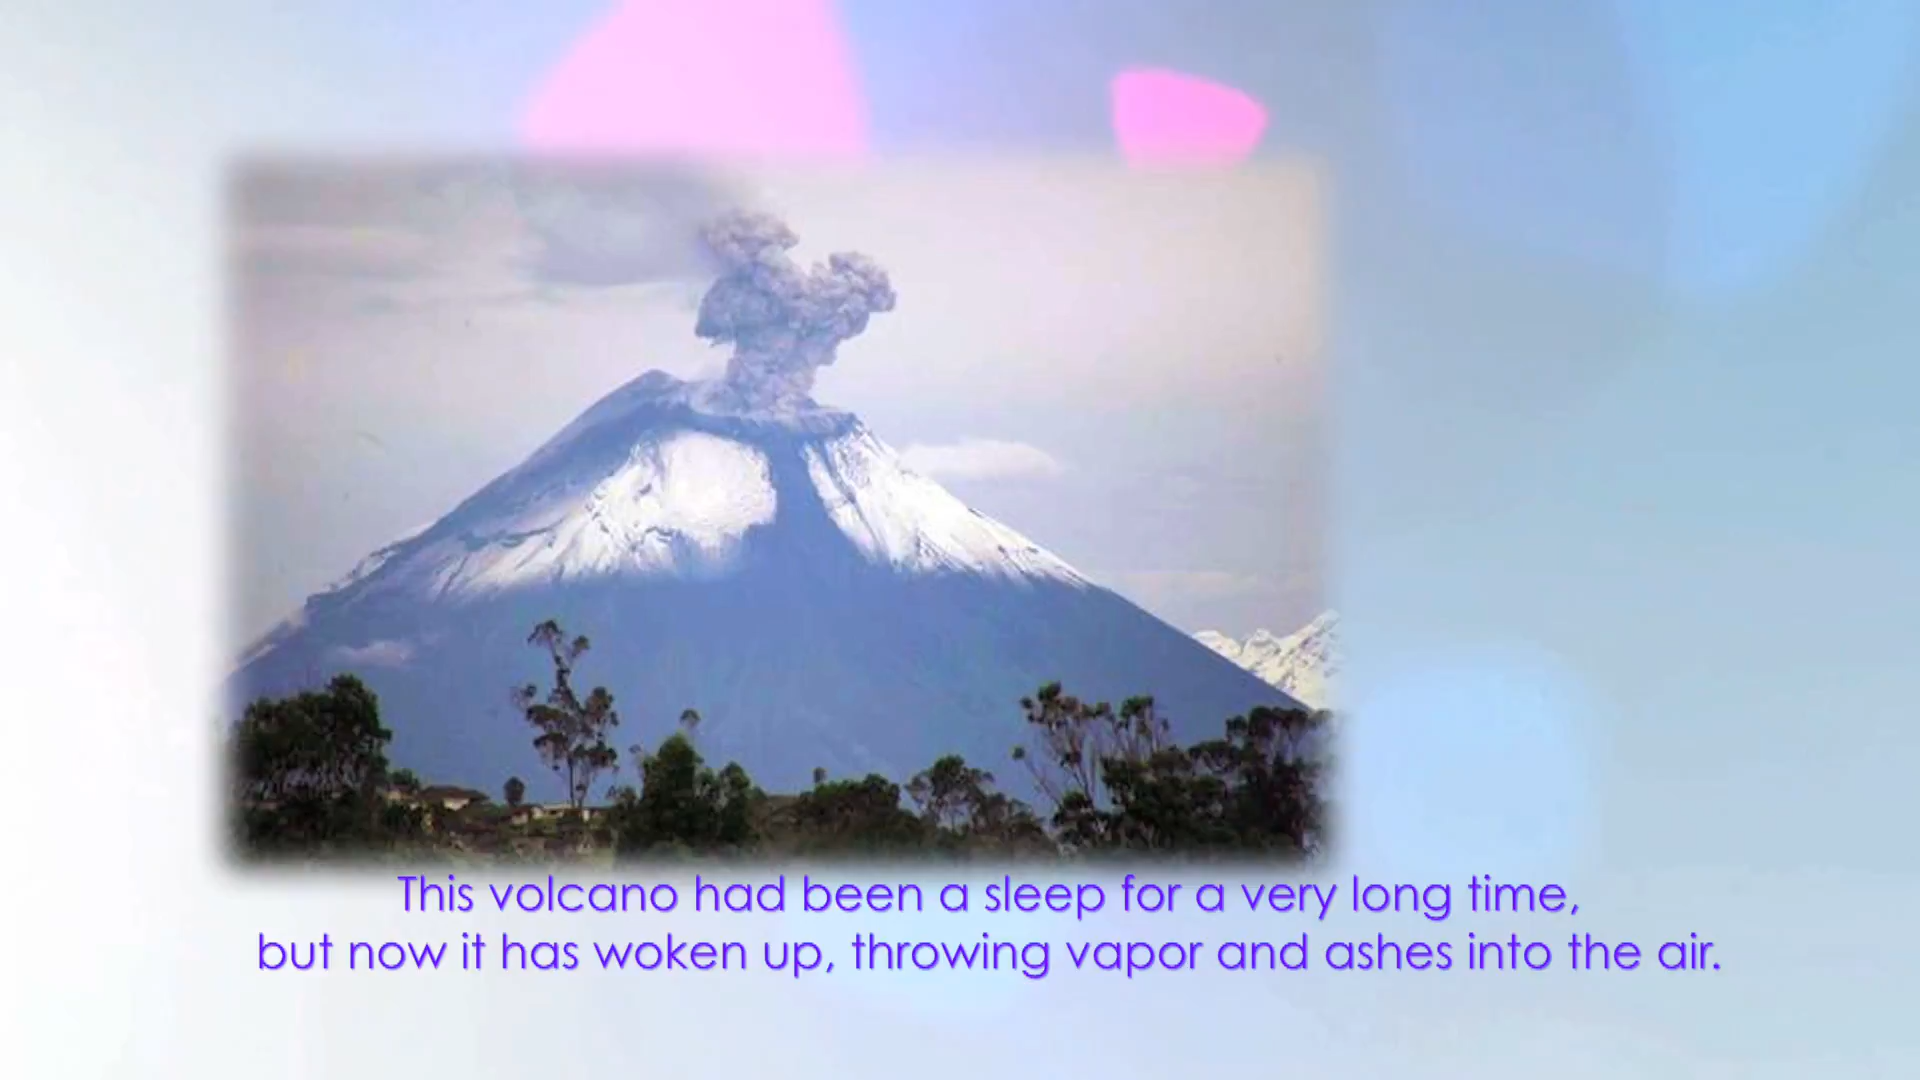 This volcano had been a sleep for a very long time,
but now it has woken up, throwing vapor and ashes into the air.